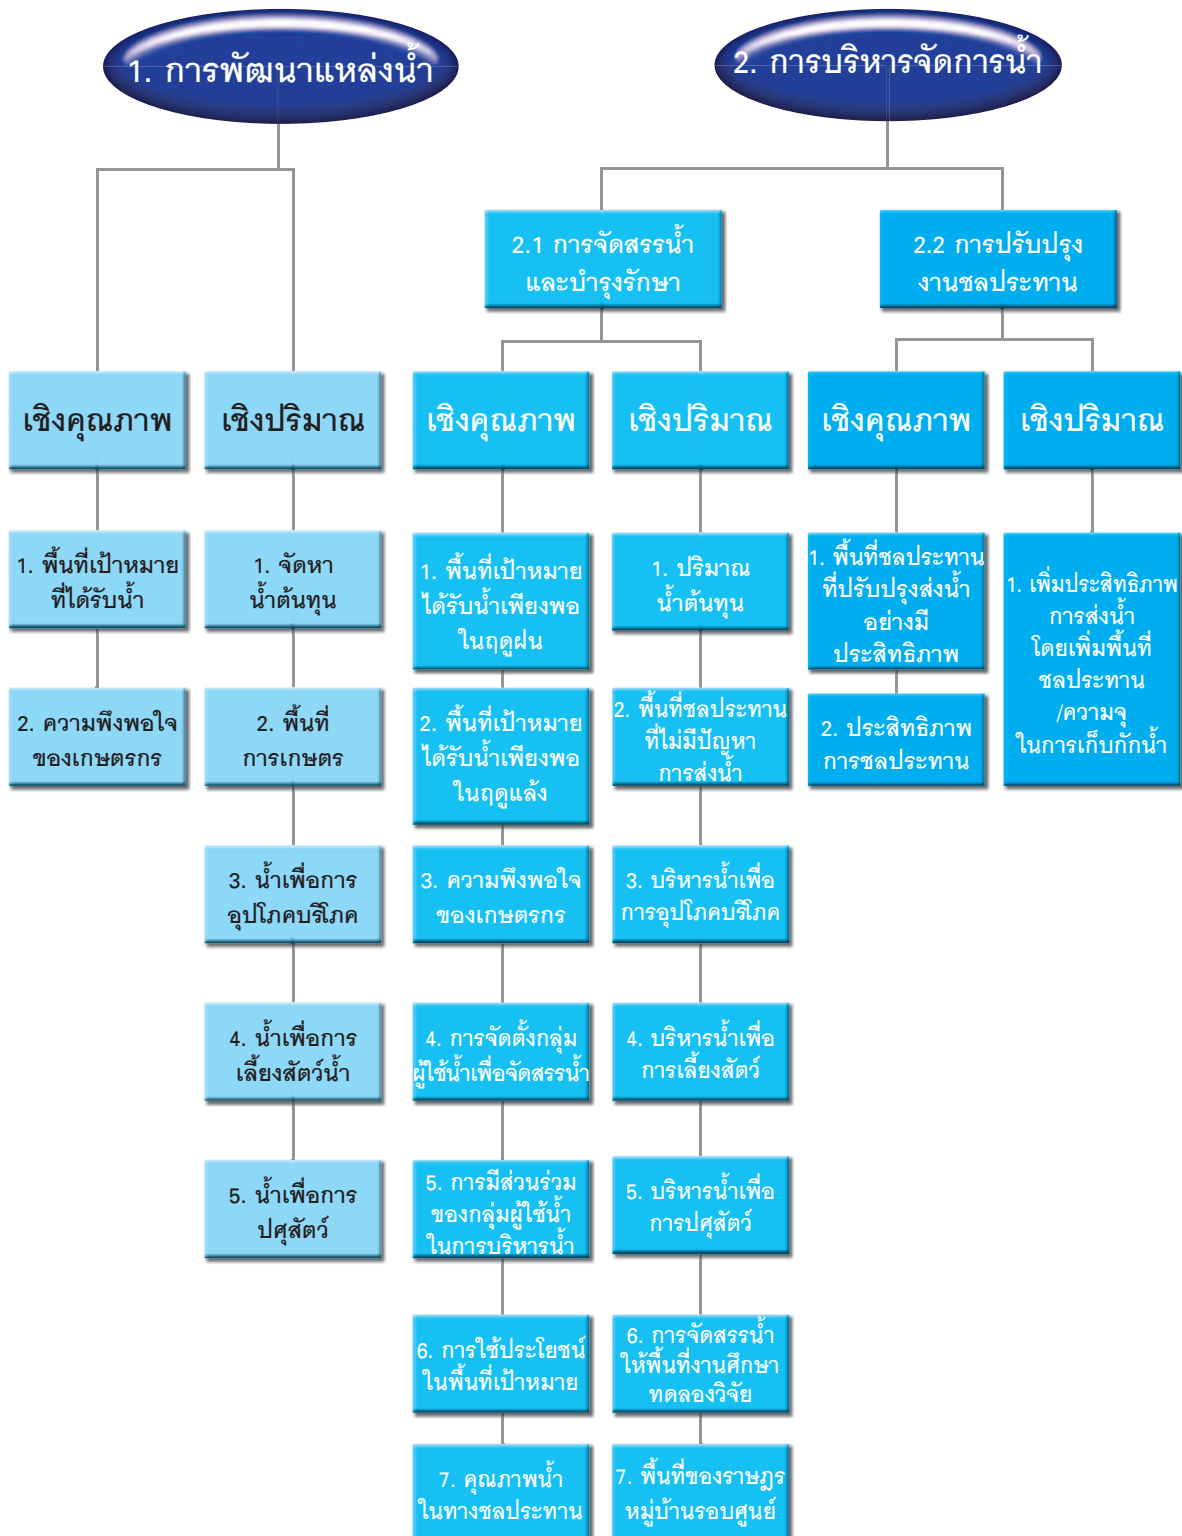 1. การพัฒนาแหล่งน้ำ
2. การบริหารจัดการน้ำ
2.1 การจัดสรรน้ำ
และบำรุงรักษา
2.2 การปรับปรุง
งานชลประทาน
เชิงคุณภาพ
เชิงปริมาณ
เชิงคุณภาพ
เชิงปริมาณ
เชิงคุณภาพ
เชิงปริมาณ
1. พื้นที่เป้าหมาย
ที่ได้รับน้ำ
2. ความพึงพอใจ
ของเกษตรกร
1. จัดหา
น้ำต้นทุน
2. พื้นที่
การเกษตร
3. น้ำเพื่อการ
อุปโภคบริโภค
4. น้ำเพื่อการ
เลี้ยงสัตว์น้ำ
5. น้ำเพื่อการ
ปศุสัตว์
1. พื้นที่เป้าหมาย
ได้รับน้ำเพียงพอ
ในฤดูฝน
2. พื้นที่เป้าหมาย
ได้รับน้ำเพียงพอ
ในฤดูแล้ง
3. ความพึงพอใจ
ของเกษตรกร
4. การจัดตั้งกลุ่ม
ผู้ใช้น้ำเพื่อจัดสรรน้ำ
5. การมีส่วนร่วม
ของกลุ่มผู้ใช้น้ำ
ในการบริหารน้ำ
6. การใช้ประโยชน์
ในพื้นที่เป้าหมาย
7. คุณภาพน้ำ
ในทางชลประทาน
1. ปริมาณ
น้ำต้นทุน
2. พื้นที่ชลประทาน
ที่ไม่มีปัญหา
การส่งน้ำ
3. บริหารน้ำเพื่อ
การอุปโภคบริโภค
4. บริหารน้ำเพื่อ
การเลี้ยงสัตว์
5. บริหารน้ำเพื่อ
การปศุสัตว์
6. การจัดสรรน้ำ
ให้พื้นที่งานศึกษา
ทดลองวิจัย
7. พื้นที่ของราษฎร
หมู่บ้านรอบศูนย์
1. พื้นที่ชลประทาน
ที่ปรับปรุงส่งน้ำ
อย่างมี
ประสิทธิภาพ
2. ประสิทธิภาพ
การชลประทาน
1. เพิ่มประสิทธิภาพ
การส่งน้ำ
โดยเพิ่มพื้นที่
ชลประทาน
/ความจุ
ในการเก็บกักน้ำ